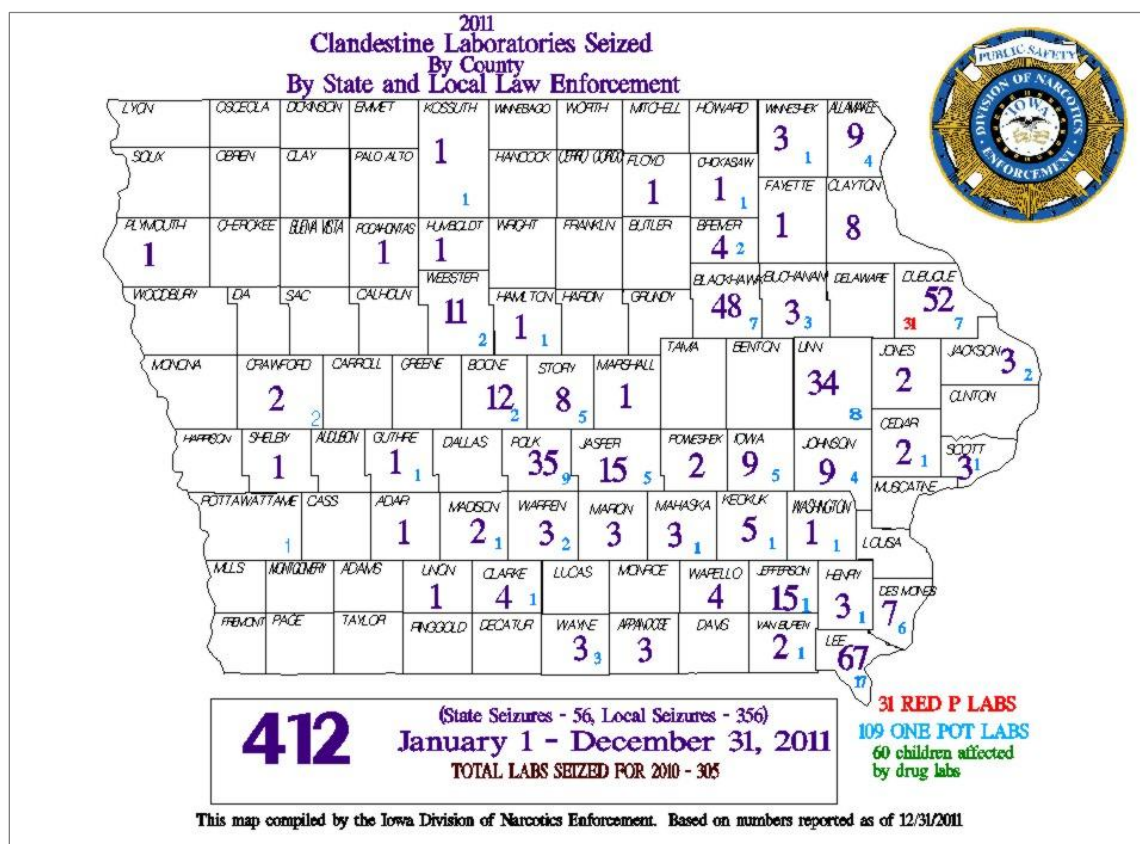 2011
Clandestine Laboratories Seized
By County
By State and Local Law Enforcement
PUBLIC SAFETY
DIVISION OF NARCOTICS
IOWA
ENFORCEMENT
LYON OSCEOLA DICKINSON EMMET KOSSUTH WINNEBAGO WORTH MITCHELL HOWARD WINNESHEK ALLAMAKEE
1 3 1 9 4
SIOUX OBRIEN CLAY PALO ALTO HANCOCK CERRO GORDO FLOYD CHICKASAW
1 1 1 1
FAYETTE CLAYTON
1 8
PLYMOUTH CHEROKEE BUENA VISTA POCAHONTAS HUMBOLDT WRIGHT FRANKLIN BUTLER BREMER
1 1 1 4 2
WEBSTER BLACKHAWK BUCHANAN DELAWARE DUBUQUE
11 2 48 7 3 3 52 31 7
WOODBURY IDA SAC CALHOUN HAMILTON HARDIN GRUNDY
1 1
MONONA CRAWFORD CARROLL GREENE BOONE STORY MARSHALL TAMA BENTON LINN JONES JACKSON
2 2 12 2 8 5 1 34 8 2 3 2
CLINTON
HARRISON SHELBY AUDUBON GUTHRIE DALLAS POLK JASPER POWESHEK IOWA JOHNSON CEDAR SCOTT
1 1 1 35 9 15 5 2 9 5 9 4 2 1 3 1
MUSCATINE
POTTAWATTAMIE CASS ADAIR MADISON WARREN MARION MAHASKA KEOKUK WASHINGTON
1 1 2 1 3 2 3 3 1 5 1 1 1
LOUISA
MILLS MONTGOMERY ADAMS UNION CLARKE LUCAS MONROE WAPELLO JEFFERSON HENRY DES MOINES
1 4 1 4 15 1 3 1 7 6
FREMONT PAGE TAYLOR RINGGOLD DECATUR WAYNE APPANOOSE DAVIS VAN BUREN LEE
3 3 3 2 1 67 17
412
(State Seizures - 56, Local Seizures - 356)
January 1 - December 31, 2011
TOTAL LABS SEIZED FOR 2010 - 305
31 RED P LABS
109 ONE POT LABS
60 children affected
by drug labs
This map compiled by the Iowa Division of Narcotics Enforcement.  Based on numbers reported as of 12/31/2011